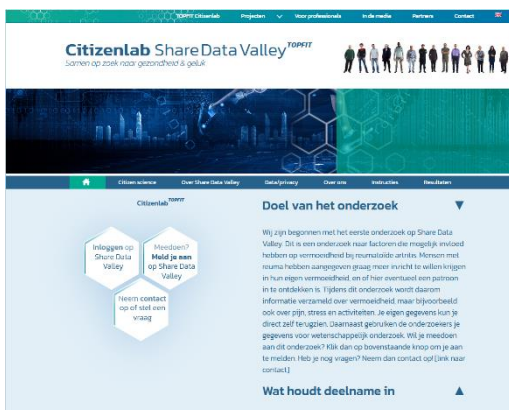 TOPFIT Citizenlab Projecten Voor professionals In de media Partners Contact
Citizenlab Share Data Valley TOPFIT
Samen op zoek naar gezondheid & geluk
Citizen science Over Share Data Valley Data/privacy Over ons Instructies Resultaten
Citizenlab TOPFIT
Inloggen op
Share Data
Valley
Meedoen?
Meld je aan
op Share Data
Valley
Neem contact
op of stel een
vraag
Doel van het onderzoek
Wij zijn begonnen met het eerste onderzoek op Share Data
Valley. Dit is een onderzoek naar factoren die mogelijk invloed
hebben op vermoeidheid bij reumatoïde artritis. Mensen met
reuma hebben aangegeven graag meer inzicht te willen krijgen
in hun eigen vermoeidheid, en of hier eventueel een patroon
in te ontdekken is. Tijdens dit onderzoek wordt daarom
informatie verzameld over vermoeidheid, maar bijvoorbeeld
ook over pijn, stress en activiteiten. Je eigen gegevens kun je
direct zelf terugzien. Daarnaast gebruiken de onderzoekers je
gegevens voor wetenschappelijk onderzoek. Wil je meedoen
aan dit onderzoek? Klik dan op bovenstaande knop om je aan
te melden. Heb je nog vragen? Neem dan contact op! [link naar
contact]
Wat houdt deelname in